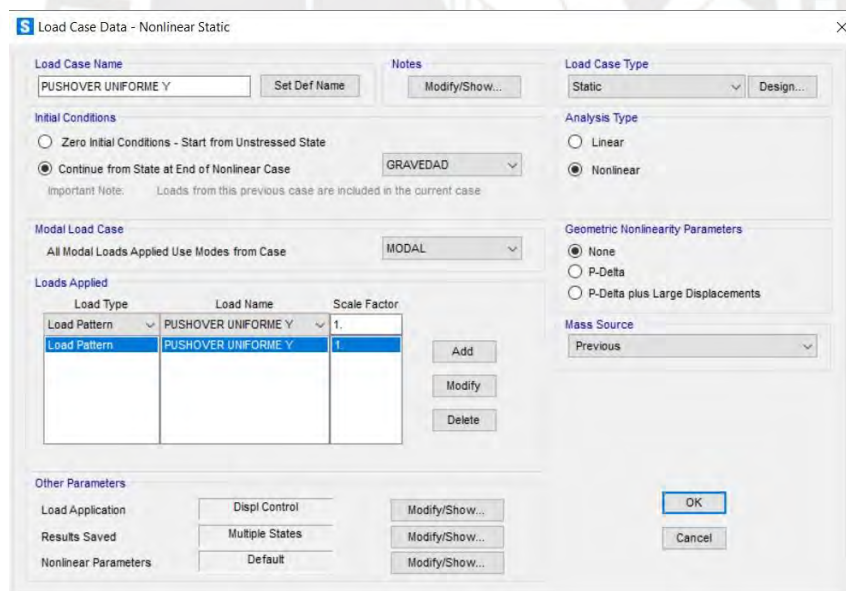 S Load Case Data - Nonlinear Static
Load Case Name
PUSHOVER UNIFORME Y
Set Def Name
Notes
Modify/Show...
Load Case Type
Static
Design...
Initial Conditions
Zero Initial Conditions - Start from Unstressed State
Continue from State at End of Nonlinear Case
GRAVEDAD
Important Note: Loads from this previous case are included in the current case
Analysis Type
Linear
Nonlinear
Modal Load Case
All Modal Loads Applied Use Modes from Case
MODAL
Geometric Nonlinearity Parameters
None
P-Delta
P-Delta plus Large Displacements
Loads Applied
Load Type Load Name Scale Factor
Load Pattern PUSHOVER UNIFORME Y 1.
Load Pattern PUSHOVER UNIFORME Y 1.
Add
Modify
Delete
Mass Source
Previous
Other Parameters
Load Application Displ Control Modify/Show...
Results Saved Multiple States Modify/Show...
Nonlinear Parameters Default Modify/Show...
OK
Cancel